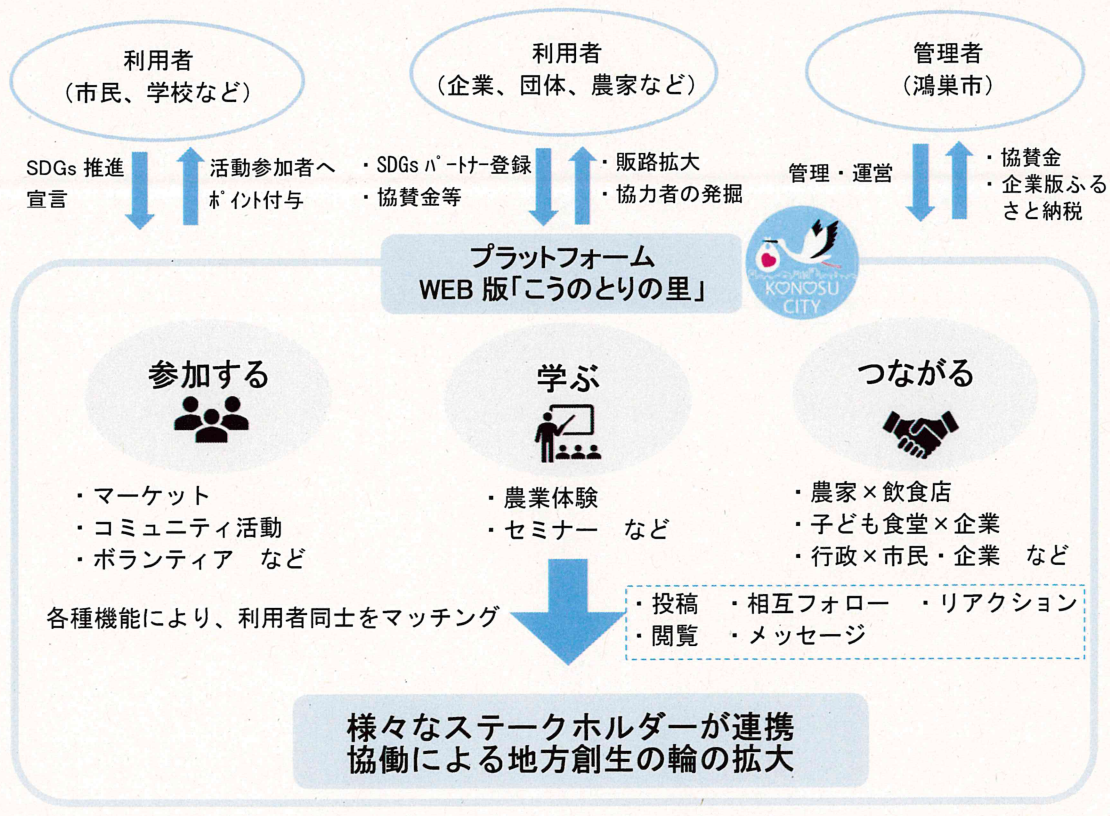 利用者
（市民、学校など）
利用者
（企業、団体、農家など）
管理者
（鴻巣市）
SDGs 推進
宣言
活動参加者へ
ﾎﾟｲﾝﾄ付与
・SDGs ﾊﾟｰﾄﾅｰ登録
・協賛金等
・販路拡大
・協力者の発掘
管理・運営
・協賛金
・企業版ふる
さと納税
プラットフォーム
WEB 版「こうのとりの里」
KONOSU
CITY
参加する
学ぶ
つながる
・マーケット
・コミュニティ活動
・ボランティア　など
・農業体験
・セミナー　など
・農家×飲食店
・子ども食堂×企業
・行政×市民・企業　など
各種機能により、利用者同士をマッチング
・投稿　・相互フォロー　・リアクション
・閲覧　・メッセージ
様々なステークホルダーが連携
協働による地方創生の輪の拡大